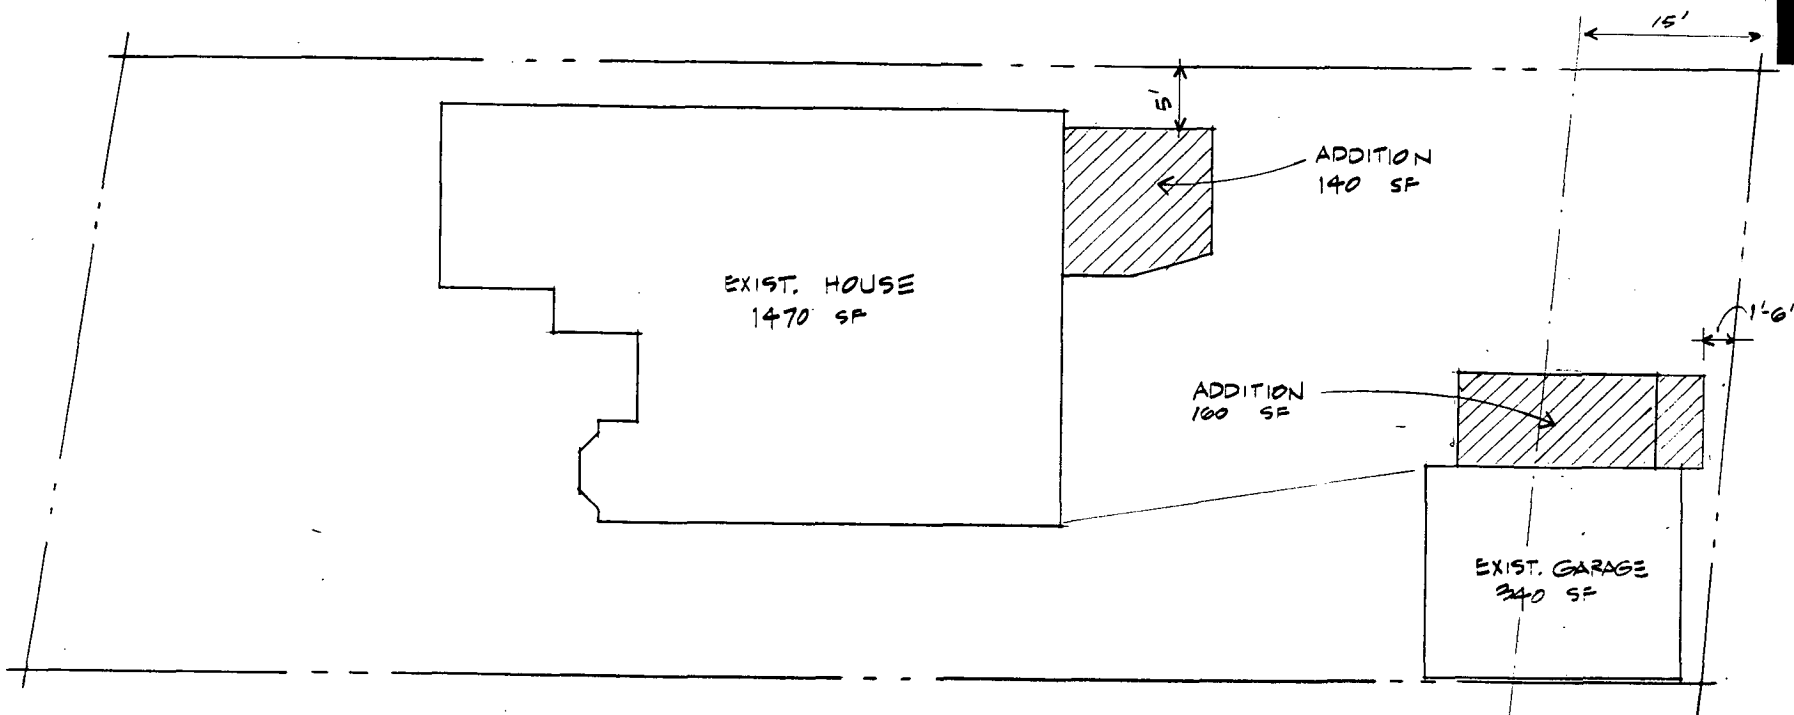 15'
5'
ADDITION
140 SF
EXIST. HOUSE
1470 SF
1'-6'
ADDITION
160 SF
EXIST. GARAGE
340 SF